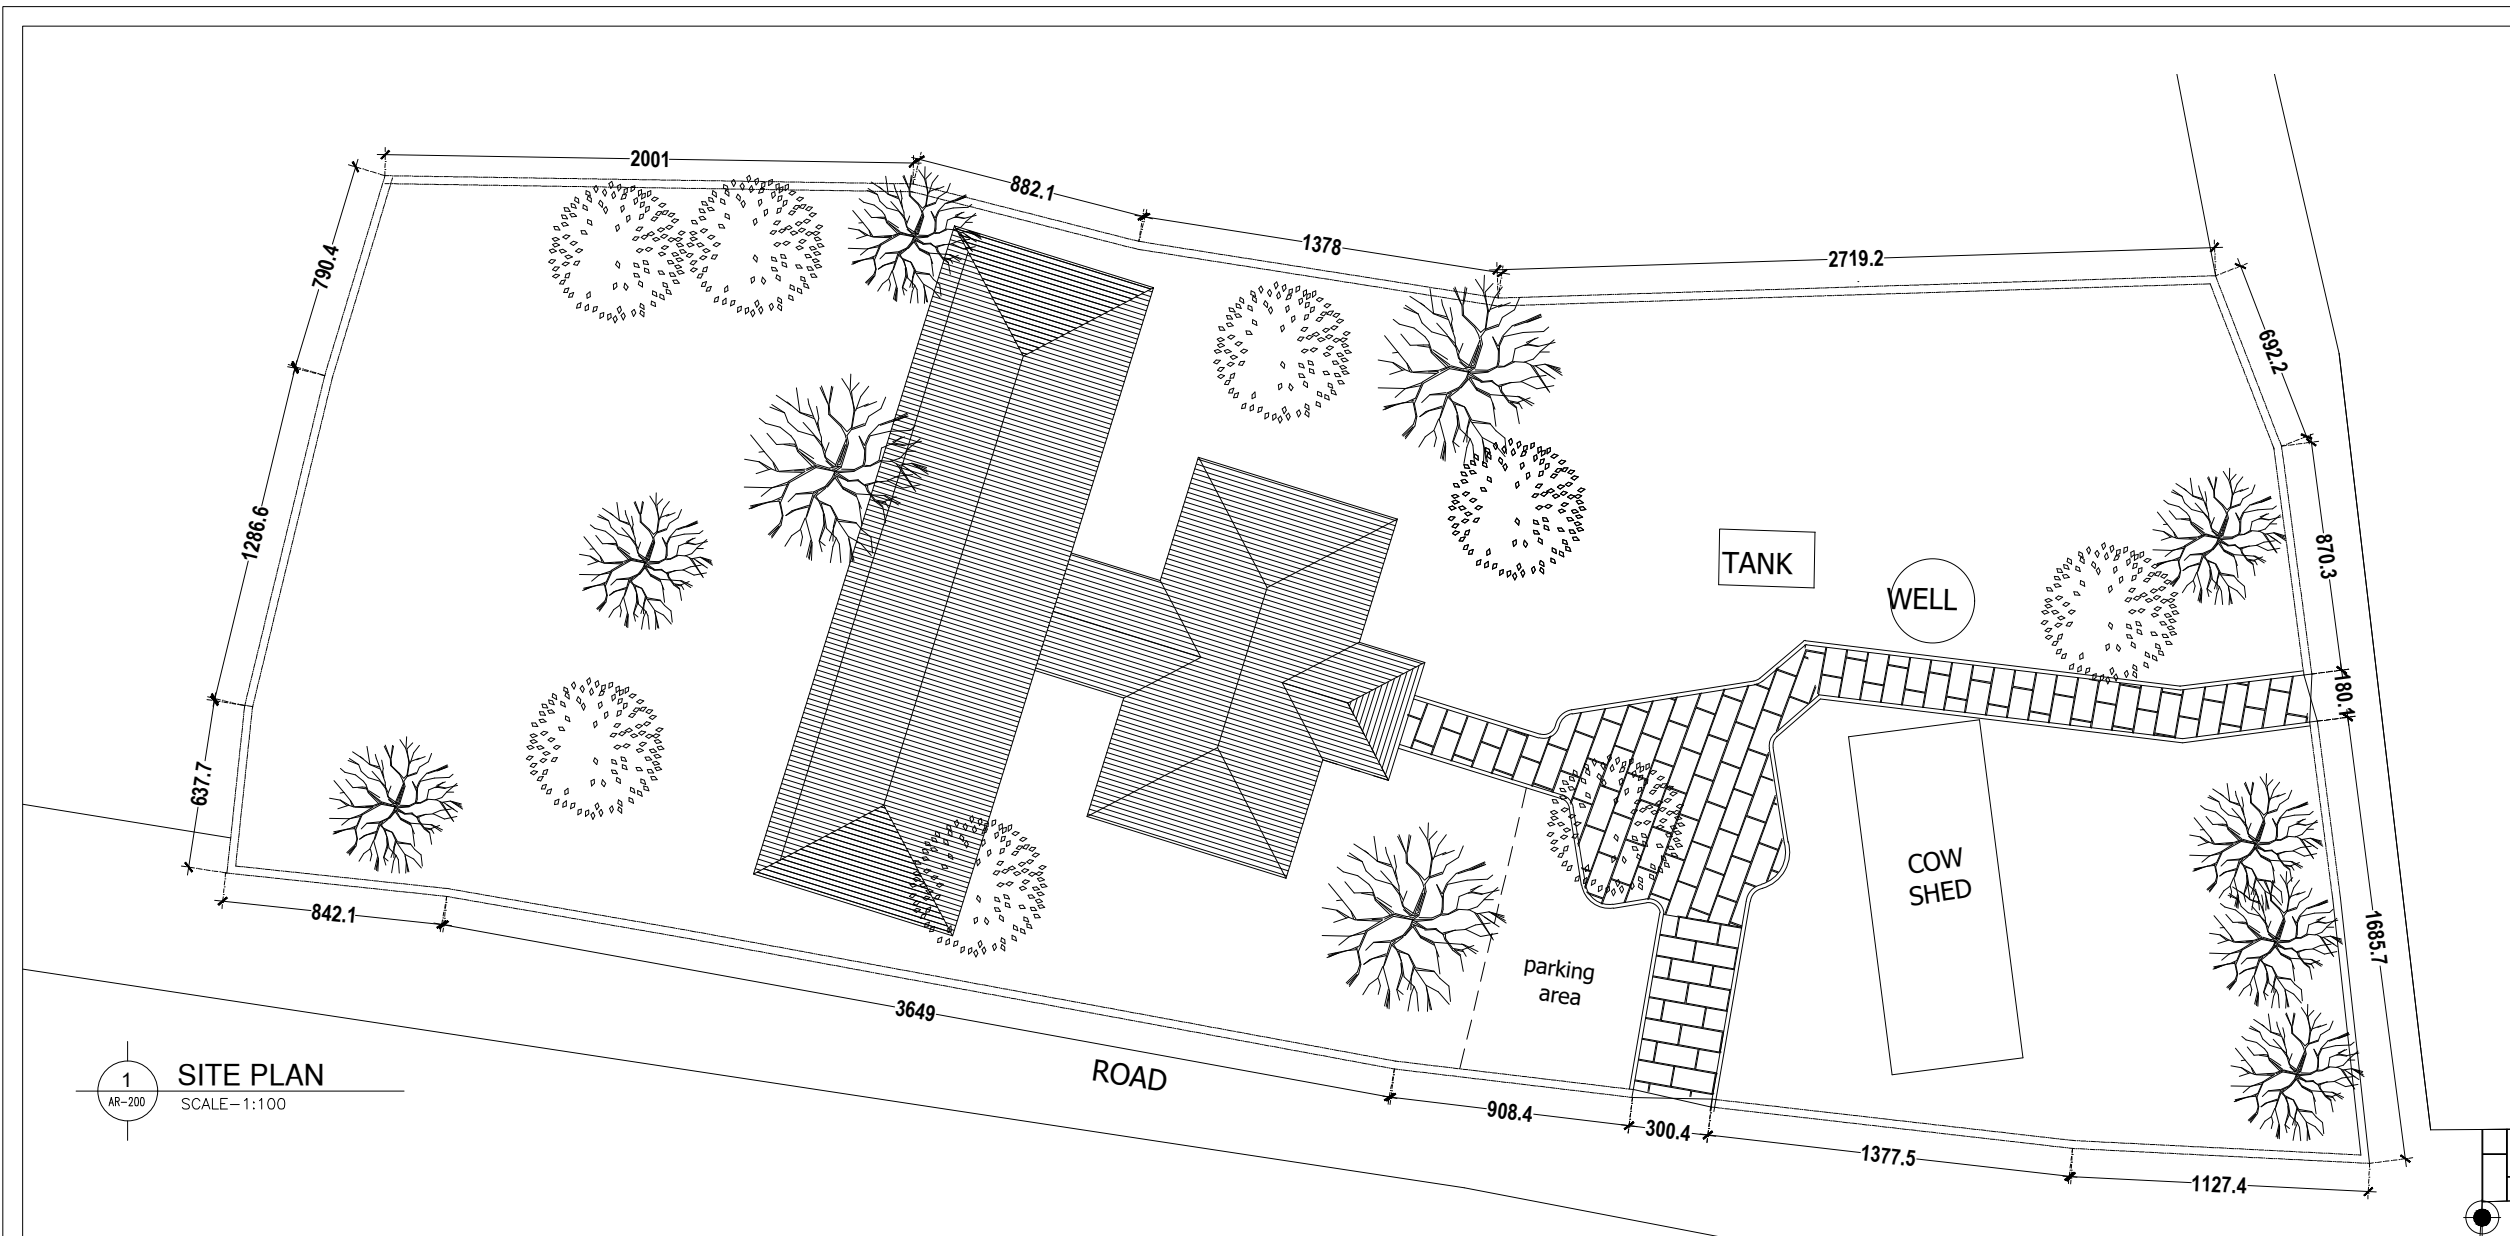 2001
882.1
1378
2719.2
790.4
692.2
1286.6
870.3
TANK
WELL
180.1
637.7
COW
SHED
842.1
1685.7
parking
area
3649
ROAD
908.4
300.4
1377.5
1127.4
1
AR-200
SITE PLAN
SCALE-1:100